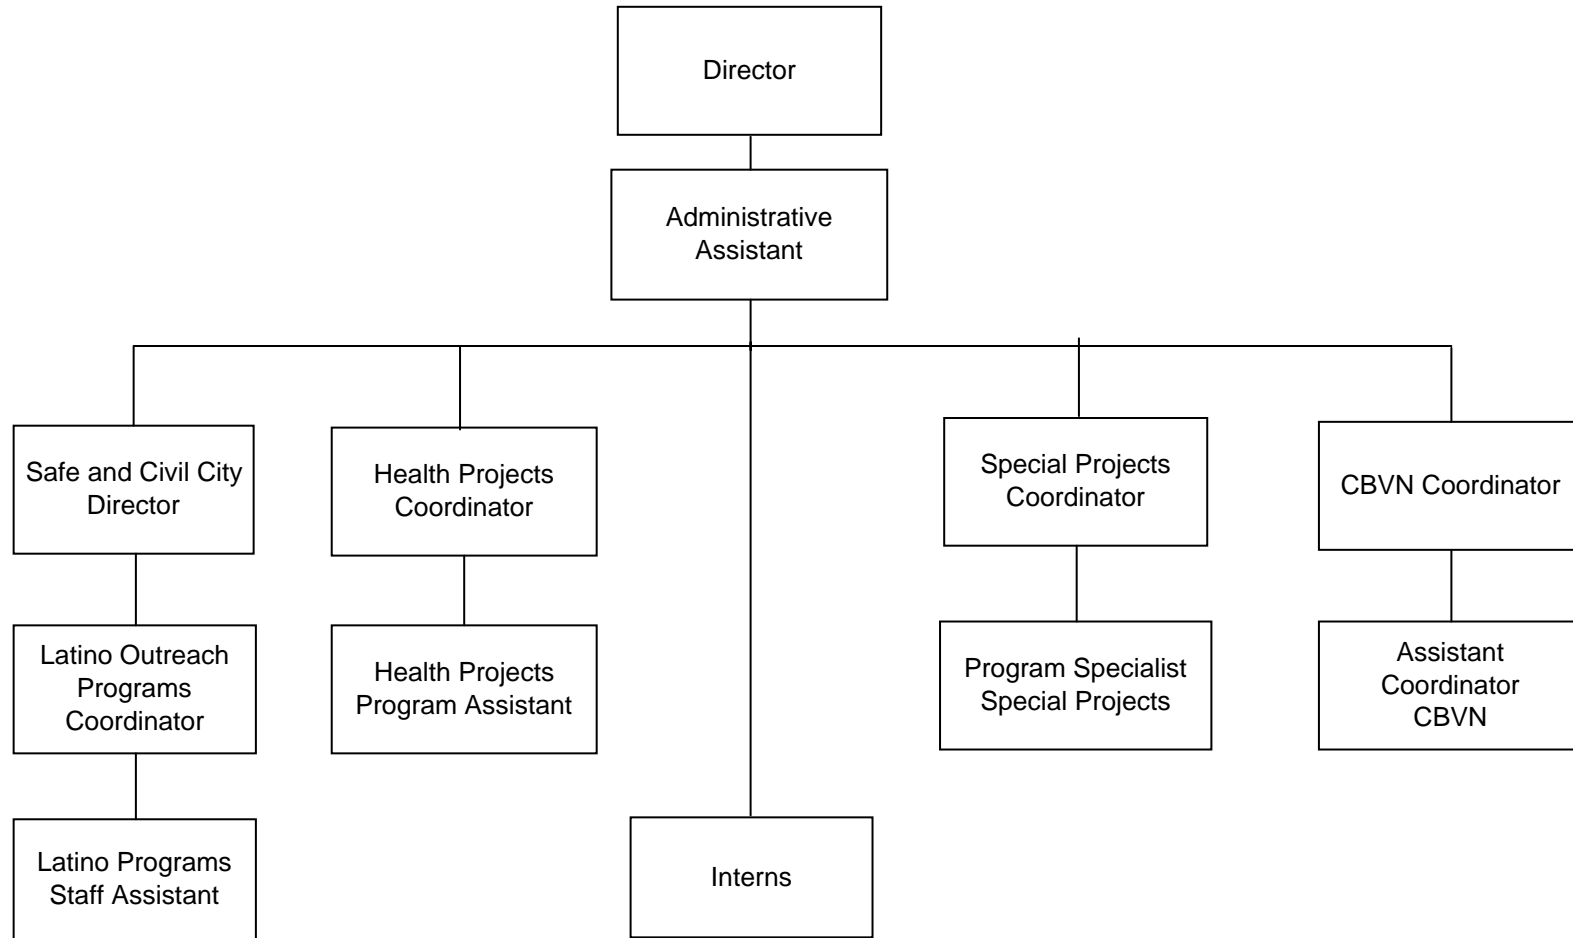 Director
Administrative
Assistant
Safe and Civil City
Director
Health Projects
Coordinator
Special Projects
Coordinator
CBVN Coordinator
Latino Outreach
Programs
Coordinator
Health Projects
Program Assistant
Program Specialist
Special Projects
Assistant
Coordinator
CBVN
Latino Programs
Staff Assistant
Interns